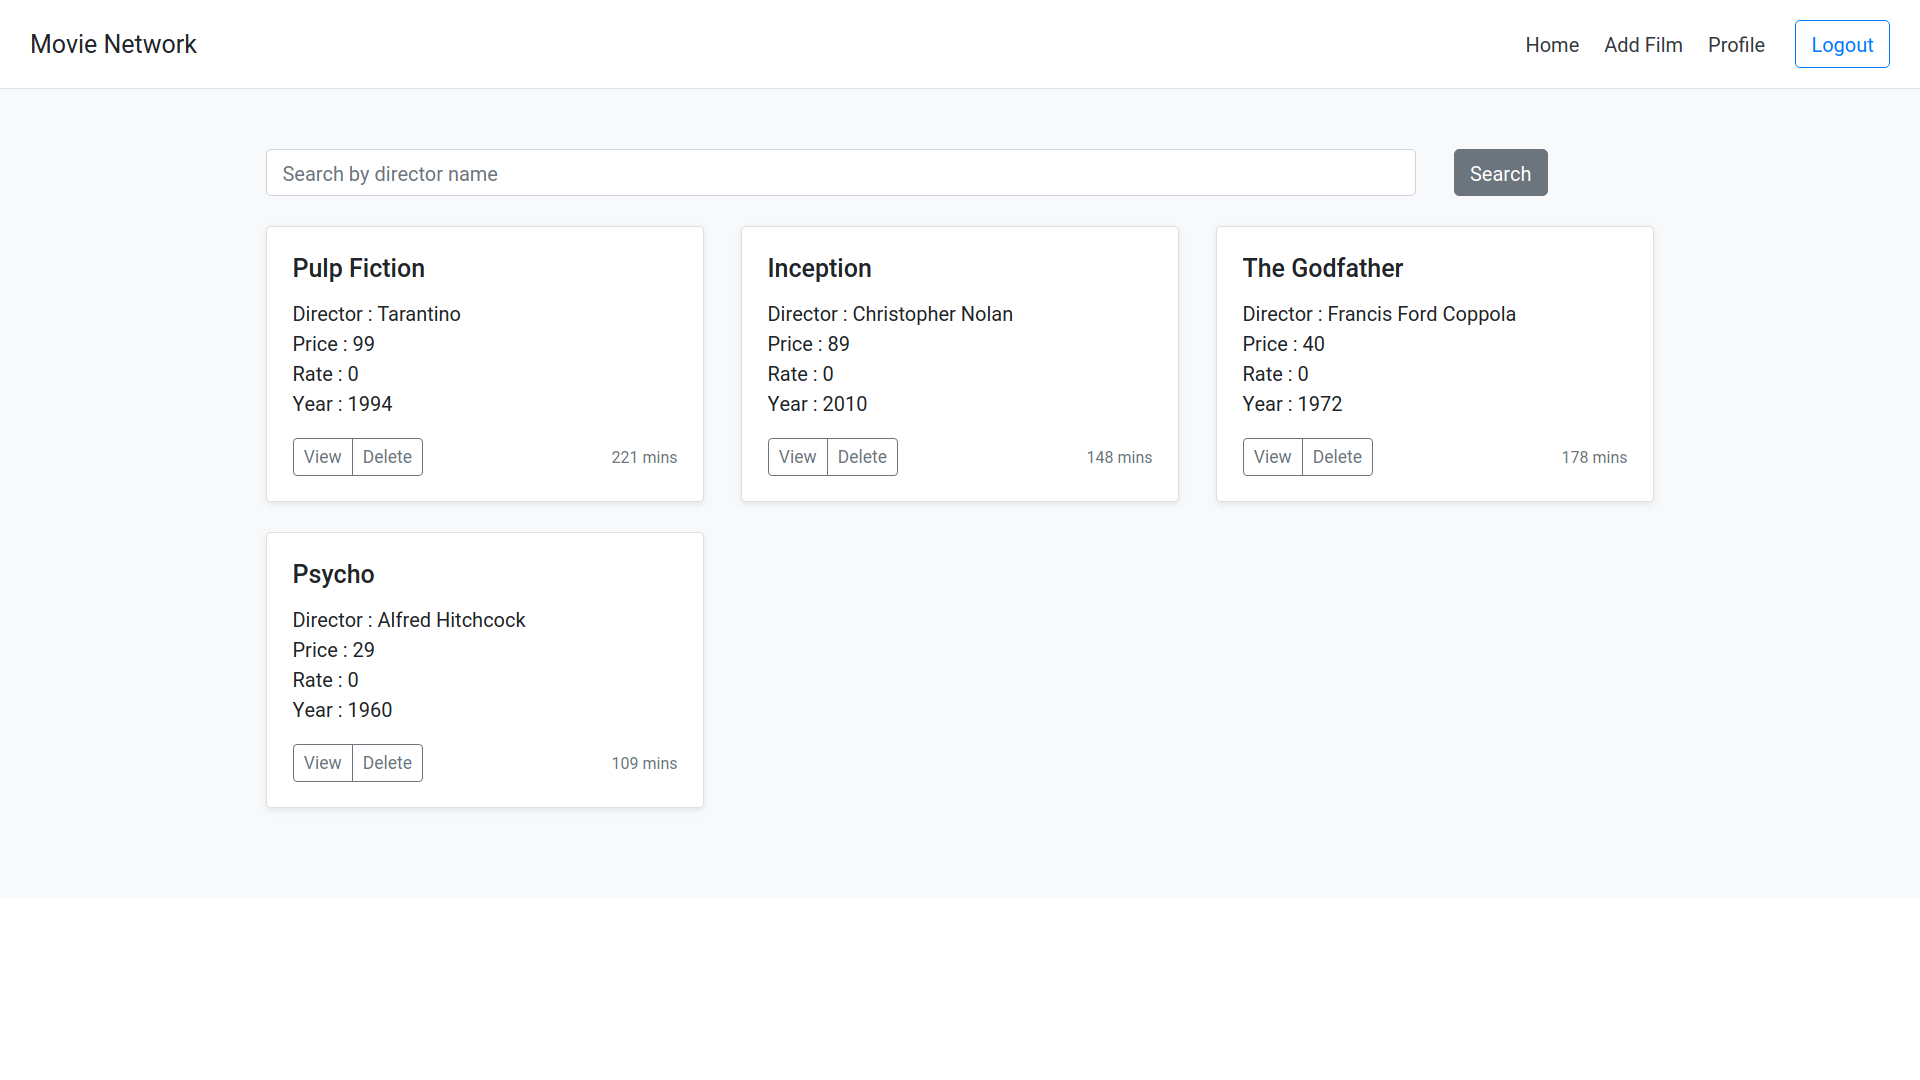 Movie Network
Home
Add Film
Profile
Logout
Search by director name
Search
Pulp Fiction
Director : Tarantino
Price : 99
Rate : 0
Year : 1994
View
Delete
221 mins
Inception
Director : Christopher Nolan
Price : 89
Rate : 0
Year : 2010
View
Delete
148 mins
The Godfather
Director : Francis Ford Coppola
Price : 40
Rate : 0
Year : 1972
View
Delete
178 mins
Psycho
Director : Alfred Hitchcock
Price : 29
Rate : 0
Year : 1960
View
Delete
109 mins